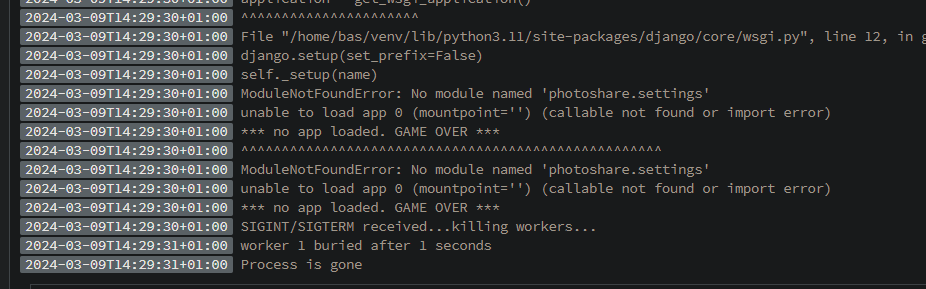 2024-03-09T14:29:30+01:00 application = get_wsgi_application()
2024-03-09T14:29:30+01:00 ^^^^^^^^^^^^^^^^^^^^^^
2024-03-09T14:29:30+01:00 File "/home/bas/venv/lib/python3.11/site-packages/django/core/wsgi.py", line 12, in g
2024-03-09T14:29:30+01:00 django.setup(set_prefix=False)
2024-03-09T14:29:30+01:00 self._setup(name)
2024-03-09T14:29:30+01:00 ModuleNotFoundError: No module named 'photoshare.settings'
2024-03-09T14:29:30+01:00 unable to load app 0 (mountpoint='') (callable not found or import error)
2024-03-09T14:29:30+01:00 *** no app loaded. GAME OVER ***
2024-03-09T14:29:30+01:00 ^^^^^^^^^^^^^^^^^^^^^^^^^^^^^^^^^^^^^^^^^^^^^^^^^^^^
2024-03-09T14:29:30+01:00 ModuleNotFoundError: No module named 'photoshare.settings'
2024-03-09T14:29:30+01:00 unable to load app 0 (mountpoint='') (callable not found or import error)
2024-03-09T14:29:30+01:00 *** no app loaded. GAME OVER ***
2024-03-09T14:29:30+01:00 SIGINT/SIGTERM received...killing workers...
2024-03-09T14:29:31+01:00 worker 1 buried after 1 seconds
2024-03-09T14:29:31+01:00 Process is gone